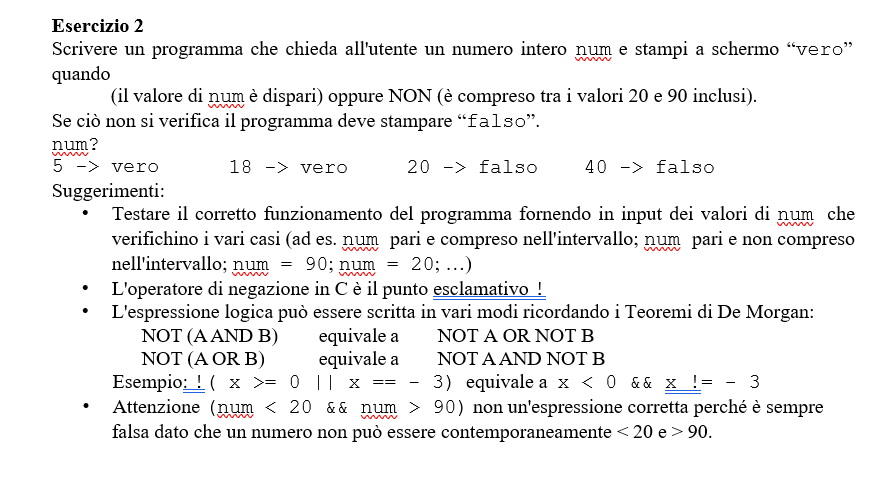 Esercizio 2
Scrivere un programma che chieda all'utente un numero intero num e stampi a schermo “vero”
quando
(il valore di num è dispari) oppure NON (è compreso tra i valori 20 e 90 inclusi).
Se ciò non si verifica il programma deve stampare “falso”.
num?
5 -> vero 18 -> vero 20 -> falso 40 -> falso
Suggerimenti:
• Testare il corretto funzionamento del programma fornendo in input dei valori di num che
verifichino i vari casi (ad es. num pari e compreso nell'intervallo; num pari e non compreso
nell'intervallo; num = 90; num = 20; …)
• L'operatore di negazione in C è il punto esclamativo !
• L'espressione logica può essere scritta in vari modi ricordando i Teoremi di De Morgan:
NOT (A AND B) equivale a NOT A OR NOT B
NOT (A OR B) equivale a NOT A AND NOT B
Esempio: !( x >= 0 || x == - 3) equivale a x < 0 && x != - 3
• Attenzione (num < 20 && num > 90) non un'espressione corretta perché è sempre
falsa dato che un numero non può essere contemporaneamente < 20 e > 90.